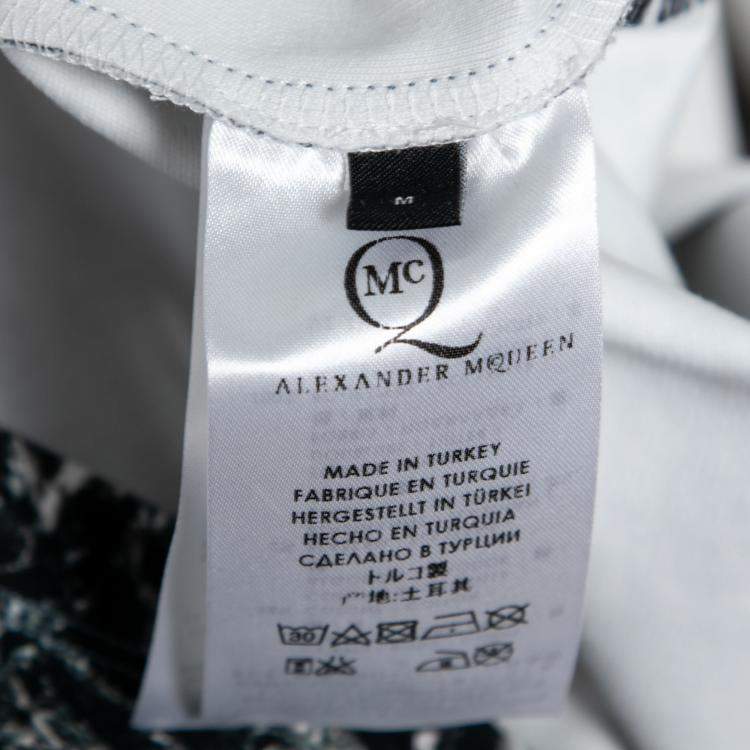 M
McQ
ALEXANDER McQUEEN
MADE IN TURKEY
FABRIQUE EN TURQUIE
HERGESTELLT IN TÜRKEI
HECHO EN TURQUIA
СДЕЛАНО В ТУРЦИИ
トルコ製
产地:土耳其
30